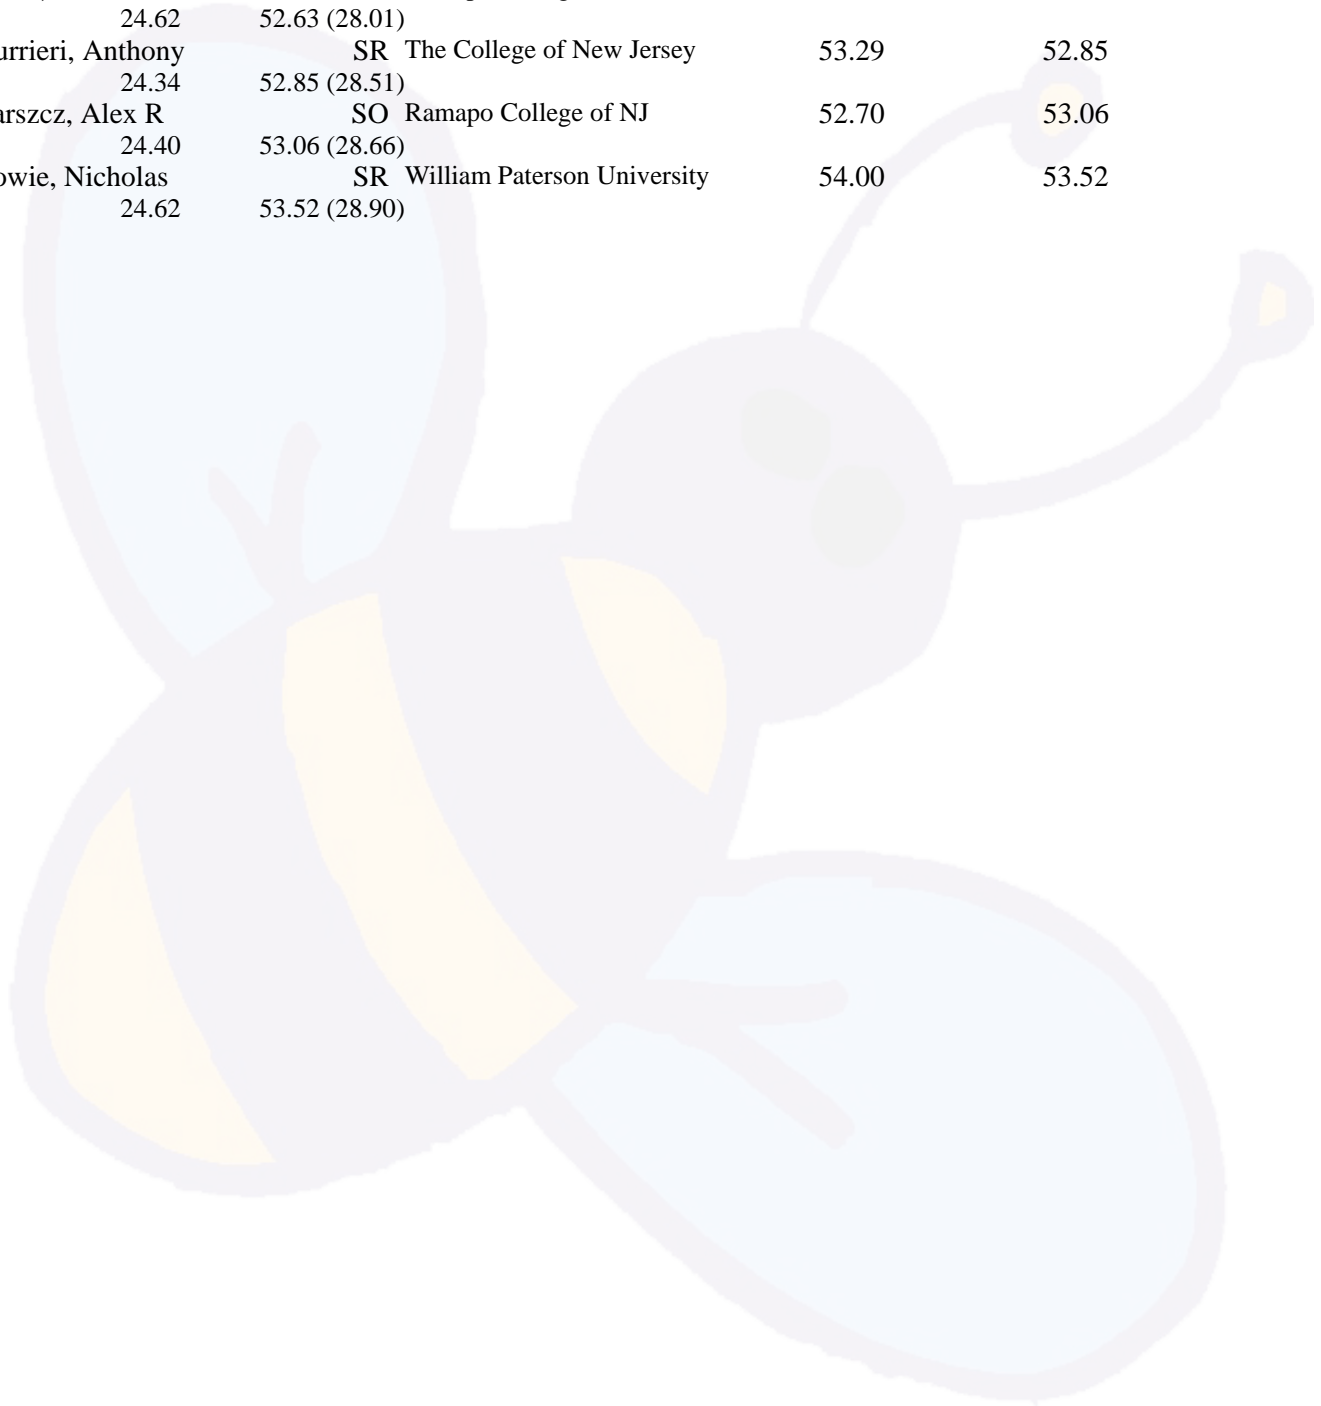 24.62 52.63 (28.01)
urrieri, Anthony SR The College of New Jersey 53.29 52.85
24.34 52.85 (28.51)
arszcz, Alex R SO Ramapo College of NJ 52.70 53.06
24.40 53.06 (28.66)
owie, Nicholas SR William Paterson University 54.00 53.52
24.62 53.52 (28.90)